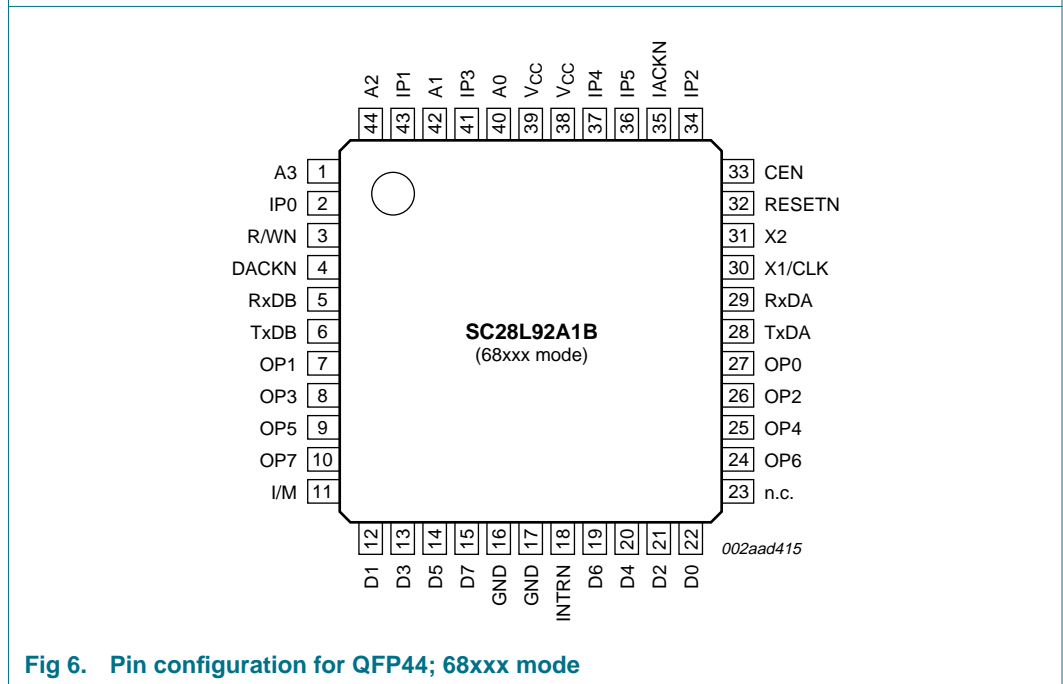 A2 IP1 A1 IP3 A0 VCC VCC IP4 IP5 IACKN IP2
44 43 42 41 40 39 38 37 36 35 34
A3 1 33 CEN
IP0 2 32 RESETN
R/WN 3 31 X2
DACKN 4 30 X1/CLK
RxDB 5 29 RxDA
TxDB 6 SC28L92A1B 28 TxDA
(68xxx mode)
OP1 7 27 OP0
OP3 8 26 OP2
OP5 9 25 OP4
OP7 10 24 OP6
I/M 11 23 n.c.
12 13 14 15 16 17 18 19 20 21 22
002aad415
D1 D3 D5 D7 GND GND INTRN D6 D4 D2 D0
Fig 6. Pin configuration for QFP44; 68xxx mode